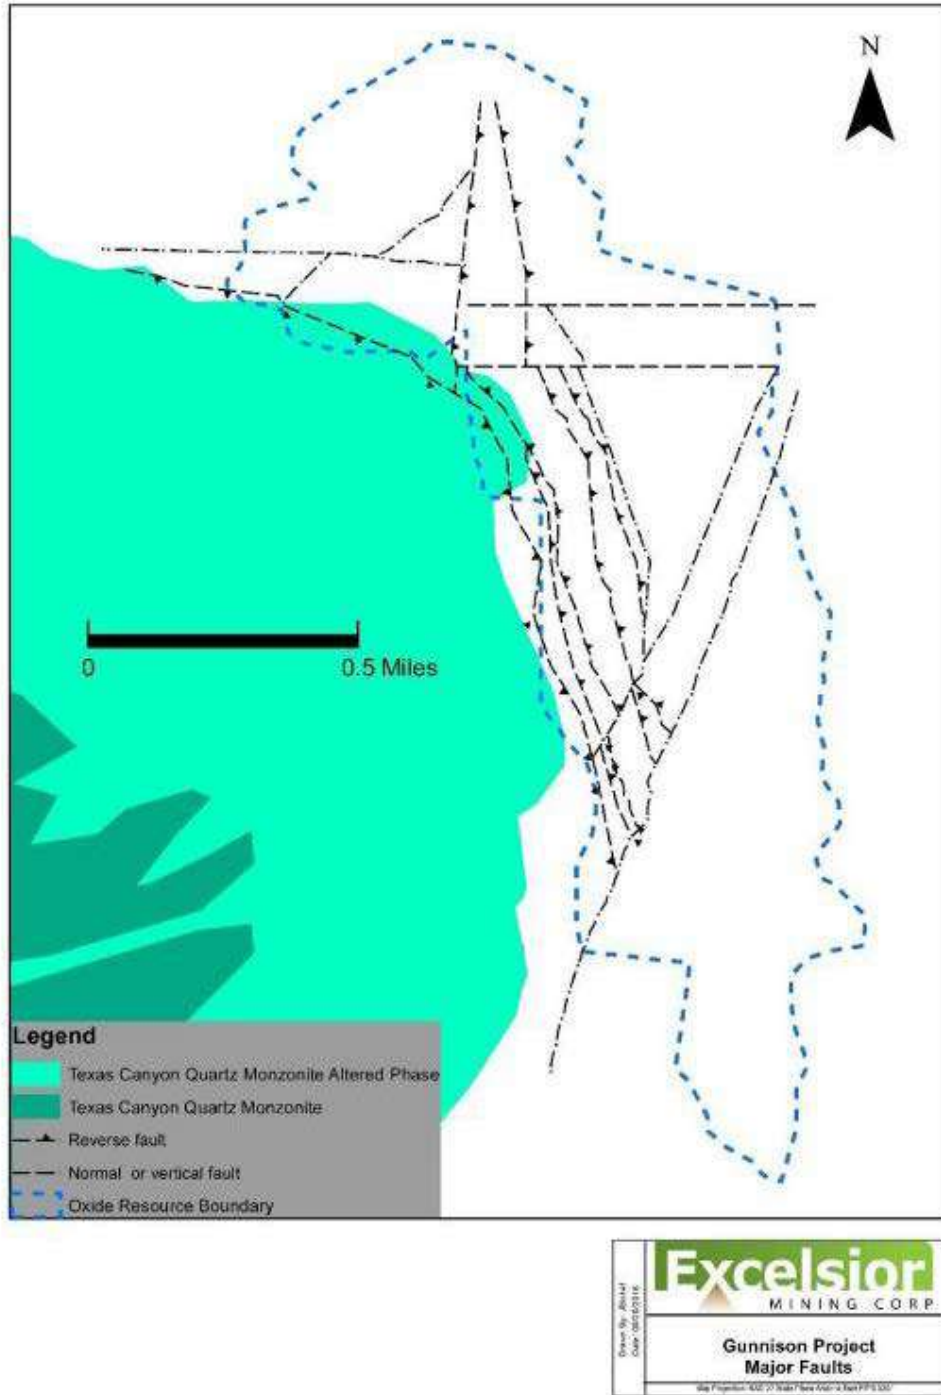 N
0
0.5 Miles
Legend
Texas Canyon Quartz Monzonite Altered Phase
Texas Canyon Quartz Monzonite
Reverse fault
Normal or vertical fault
Oxide Resource Boundary
Excelsior
MINING CORP
Gunnison Project
Major Faults